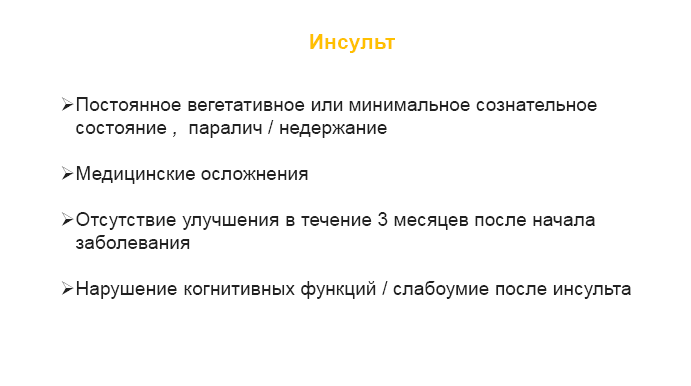 Инсульт
➢Постоянное вегетативное или минимальное сознательное
состояние , паралич / недержание
➢Медицинские осложнения
➢Отсутствие улучшения в течение 3 месяцев после начала
заболевания
➢Нарушение когнитивных функций / слабоумие после инсульта